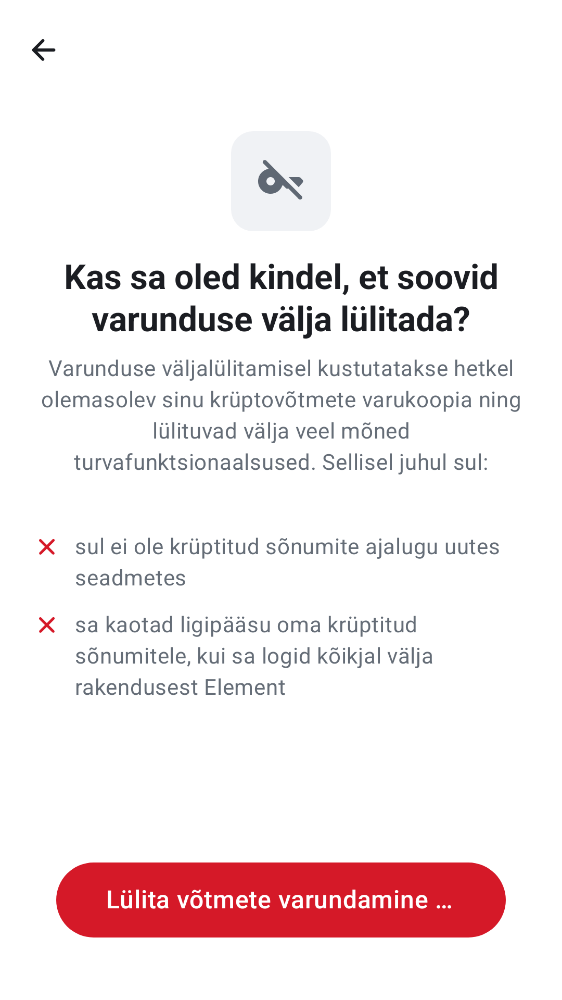 Kas sa oled kindel, et soovid
varunduse välja lülitada?
Varunduse väljalülitamisel kustutatakse hetkel
olemasolev sinu krüptovõtmete varukoopia ning
lülituvad välja veel mõned
turvafunktsionaalsused. Sellisel juhul sul:
sul ei ole krüptitud sõnumite ajalugu uutes
seadmetes
sa kaotad ligipääsu oma krüptitud
sõnumitele, kui sa logid kõikjal välja
rakendusest Element
Lülita võtmete varundamine …